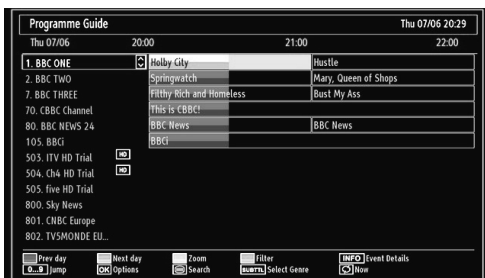 Programme Guide Thu 07/06 20:29
Thu 07/06 20:00 21:00 22:00
1. BBC ONE Holby City Hustle
2. BBC TWO Springwatch Mary, Queen of Shops
7. BBC THREE Filthy Rich and Homeless Bust My Ass
70. CBBC Channel This is CBBC!
80. BBC NEWS 24 BBC News BBC News
105. BBCi BBCi
503. ITV HD Trial HD
504. Ch4 HD Trial HD
505. five HD Trial
800. Sky News
801. CNBC Europe
802. TV5MONDE EU...
Prev day Next day Zoom Filter INFO Event Details
0...9 Jump OK Options Search SUBTTL Select Genre Now